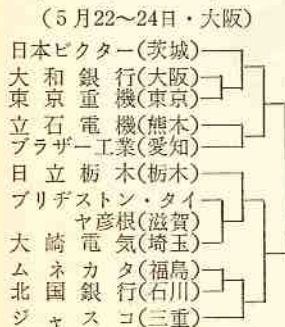 (5月22～24日・大阪)
日本ビクター(茨城)
大和銀行(大阪)
東京重機(東京)
立石電機(熊本)
ブラザー工業(愛知)
日立栃木(栃木)
ブリヂストン・タイ
ヤ彦根(滋賀)
大崎電気(埼玉)
ムネカタ(福島)
北国銀行(石川)
ジャスコ(三重)